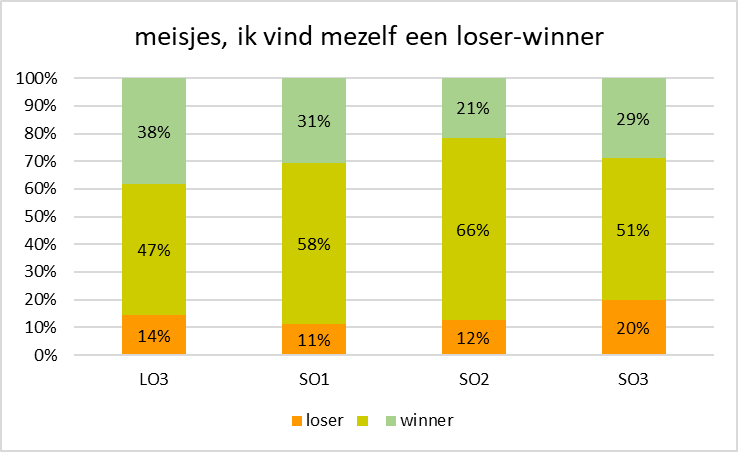 meisjes, ik vind mezelf een loser-winner
100%
90%
80%
70%
60%
50%
40%
30%
20%
10%
0%
38% 31% 21% 29%
47% 58% 66% 51%
14% 11% 12% 20%
LO3 SO1 SO2 SO3
loser winner